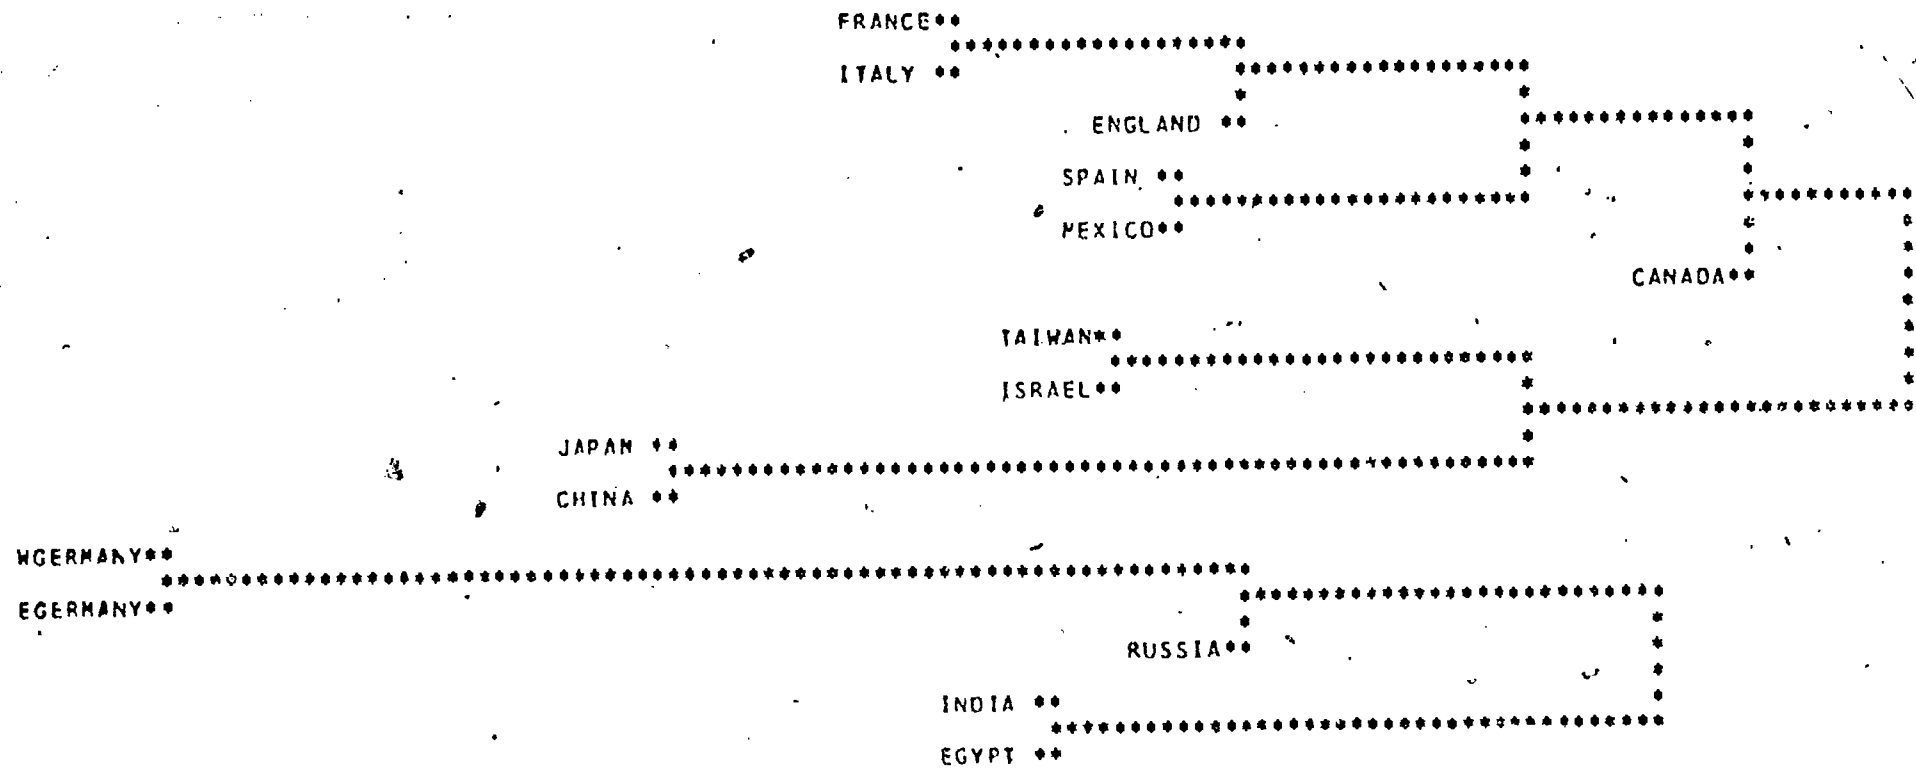 FRANCE
ITALY
ENGLAND
SPAIN
MEXICO
CANADA
TAIWAN
ISRAEL
JAPAN
CHINA
WGERMANY
EGERMANY
RUSSIA
INDIA
EGYPT